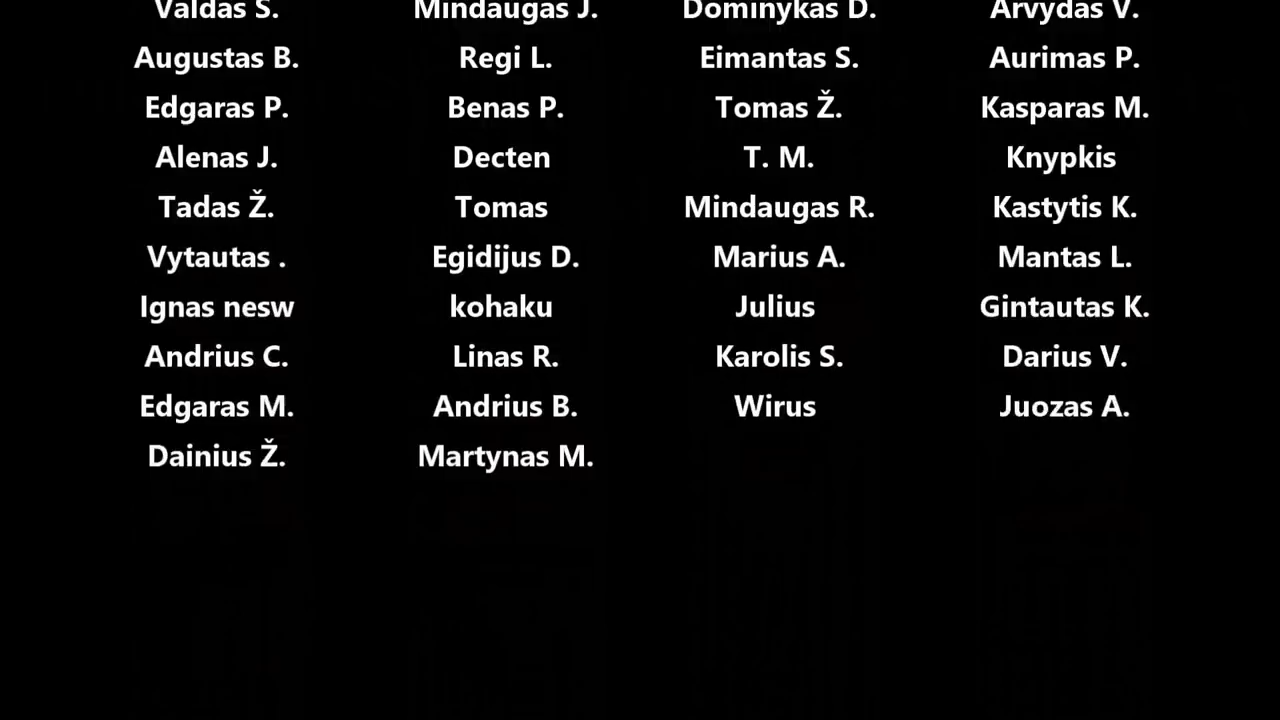 Valdas S. Mindaugas J. Dominykas D. Arvydas V.
Augustas B. Regi L. Eimantas S. Aurimas P.
Edgaras P. Benas P. Tomas Ž. Kasparas M.
Alenas J. Decten T. M. Knypkis
Tadas Ž. Tomas Mindaugas R. Kastytis K.
Vytautas . Egidijus D. Marius A. Mantas L.
Ignas nesw kohaku Julius Gintautas K.
Andrius C. Linas R. Karolis S. Darius V.
Edgaras M. Andrius B. Wirus Juozas A.
Dainius Ž. Martynas M.